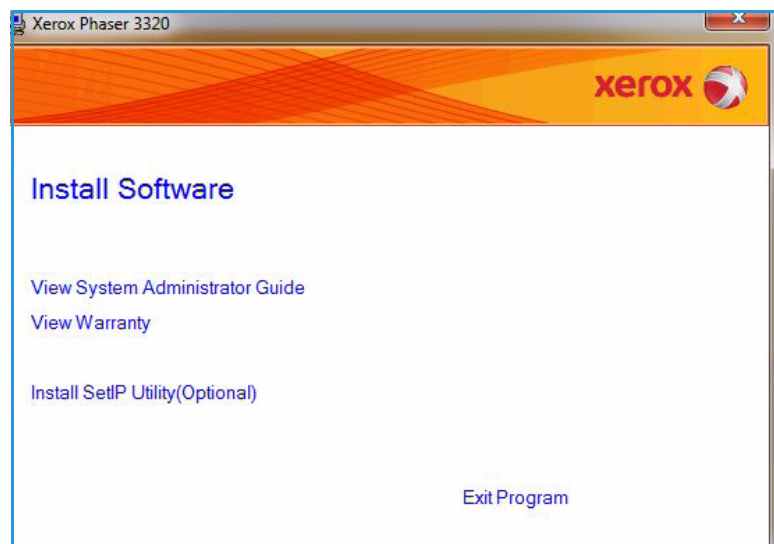 Xerox Phaser 3320
xerox
Install Software
View System Administrator Guide
View Warranty
Install SetIP Utility(Optional)
Exit Program